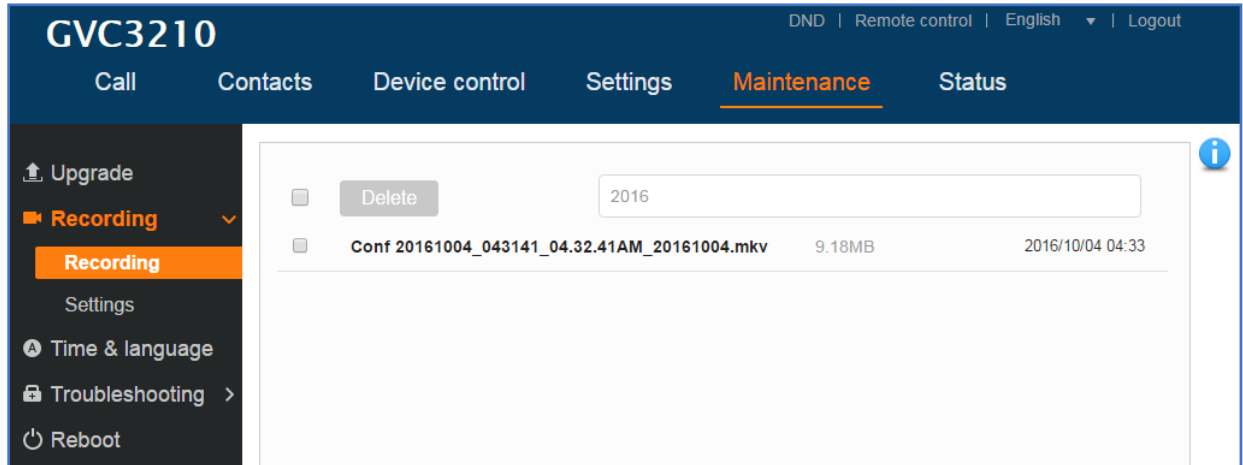 GVC3210
DND | Remote control | English ▼ | Logout
Call Contacts Device control Settings Maintenance Status
Upgrade
Recording
Recording
Settings
Time & language
Troubleshooting >
Reboot
Delete 2016
Conf 20161004_043141_04.32.41AM_20161004.mkv 9.18MB 2016/10/04 04:33